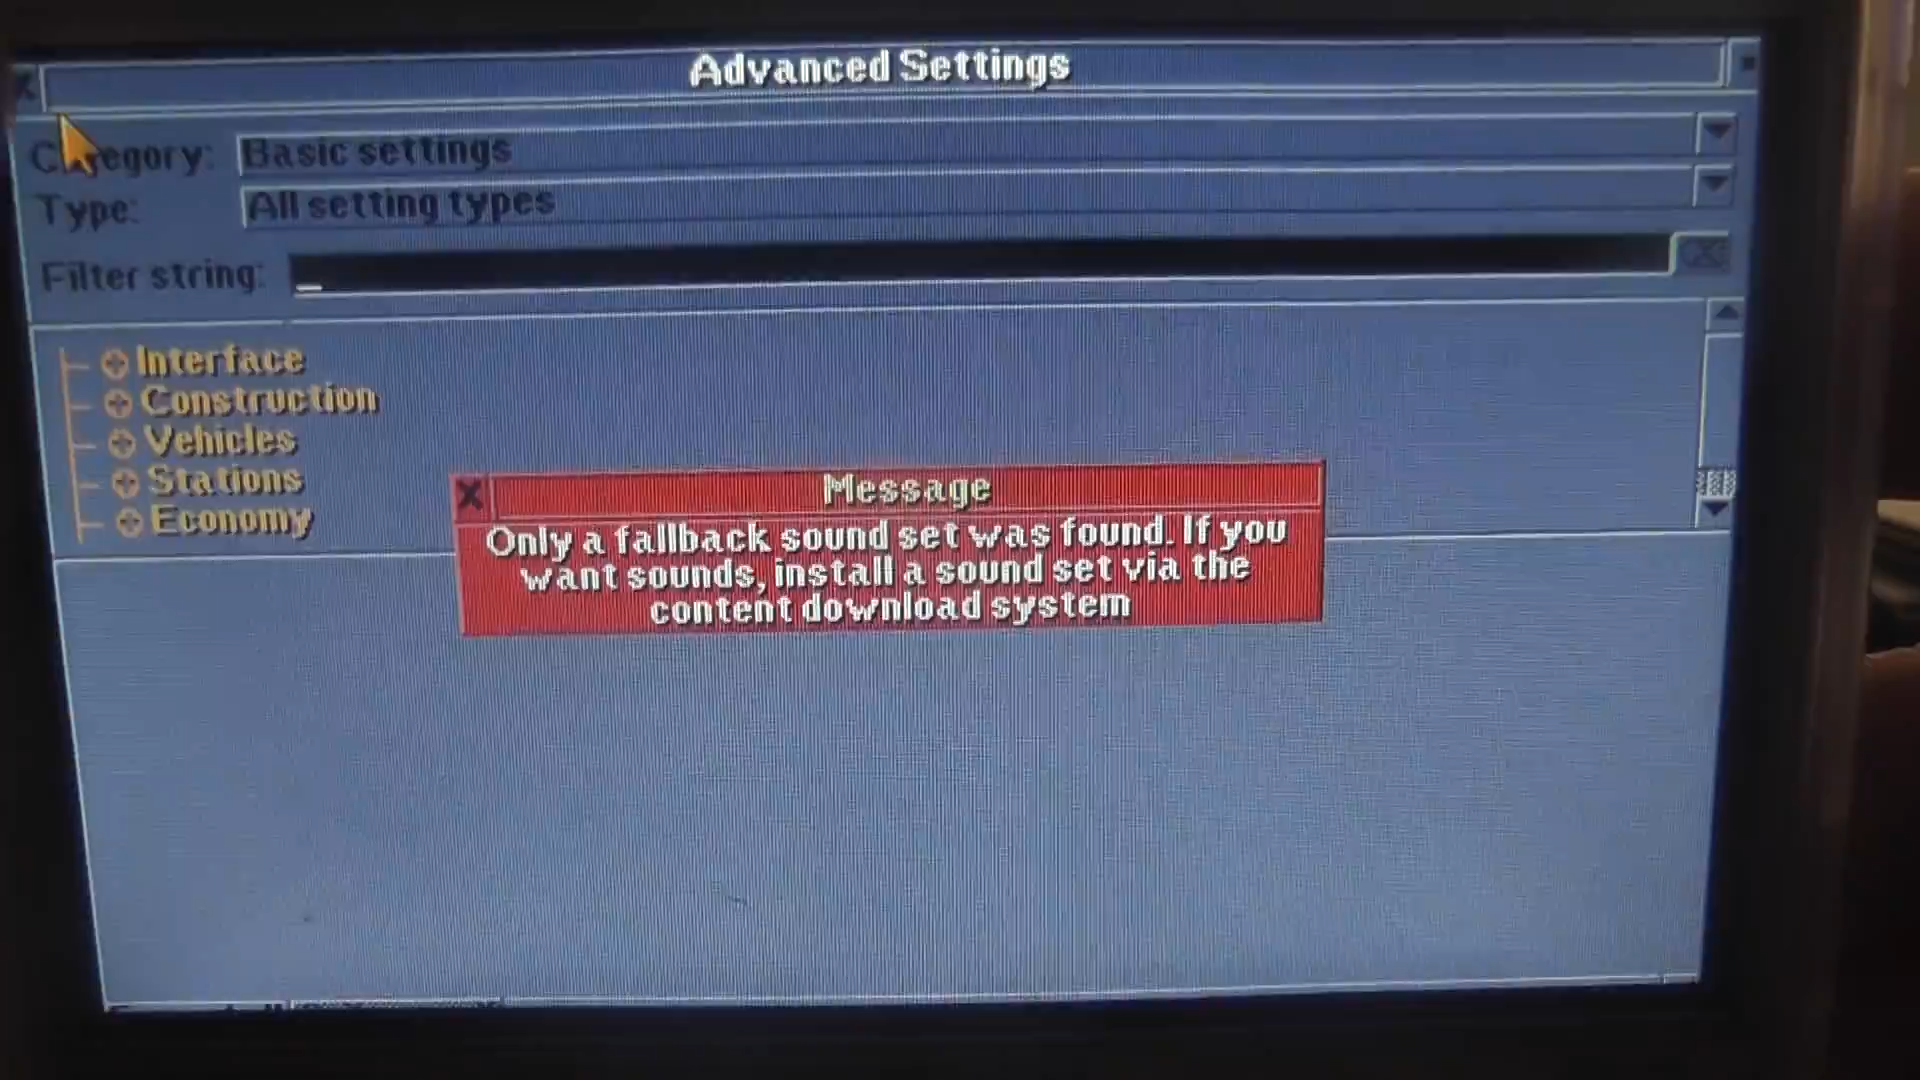 Advanced Settings
Category: Basic settings
Type: All setting types
Filter string:
Interface
Construction
Vehicles
Stations
Economy
Message
Only a fallback sound set was found. If you
want sounds, install a sound set via the
content download system